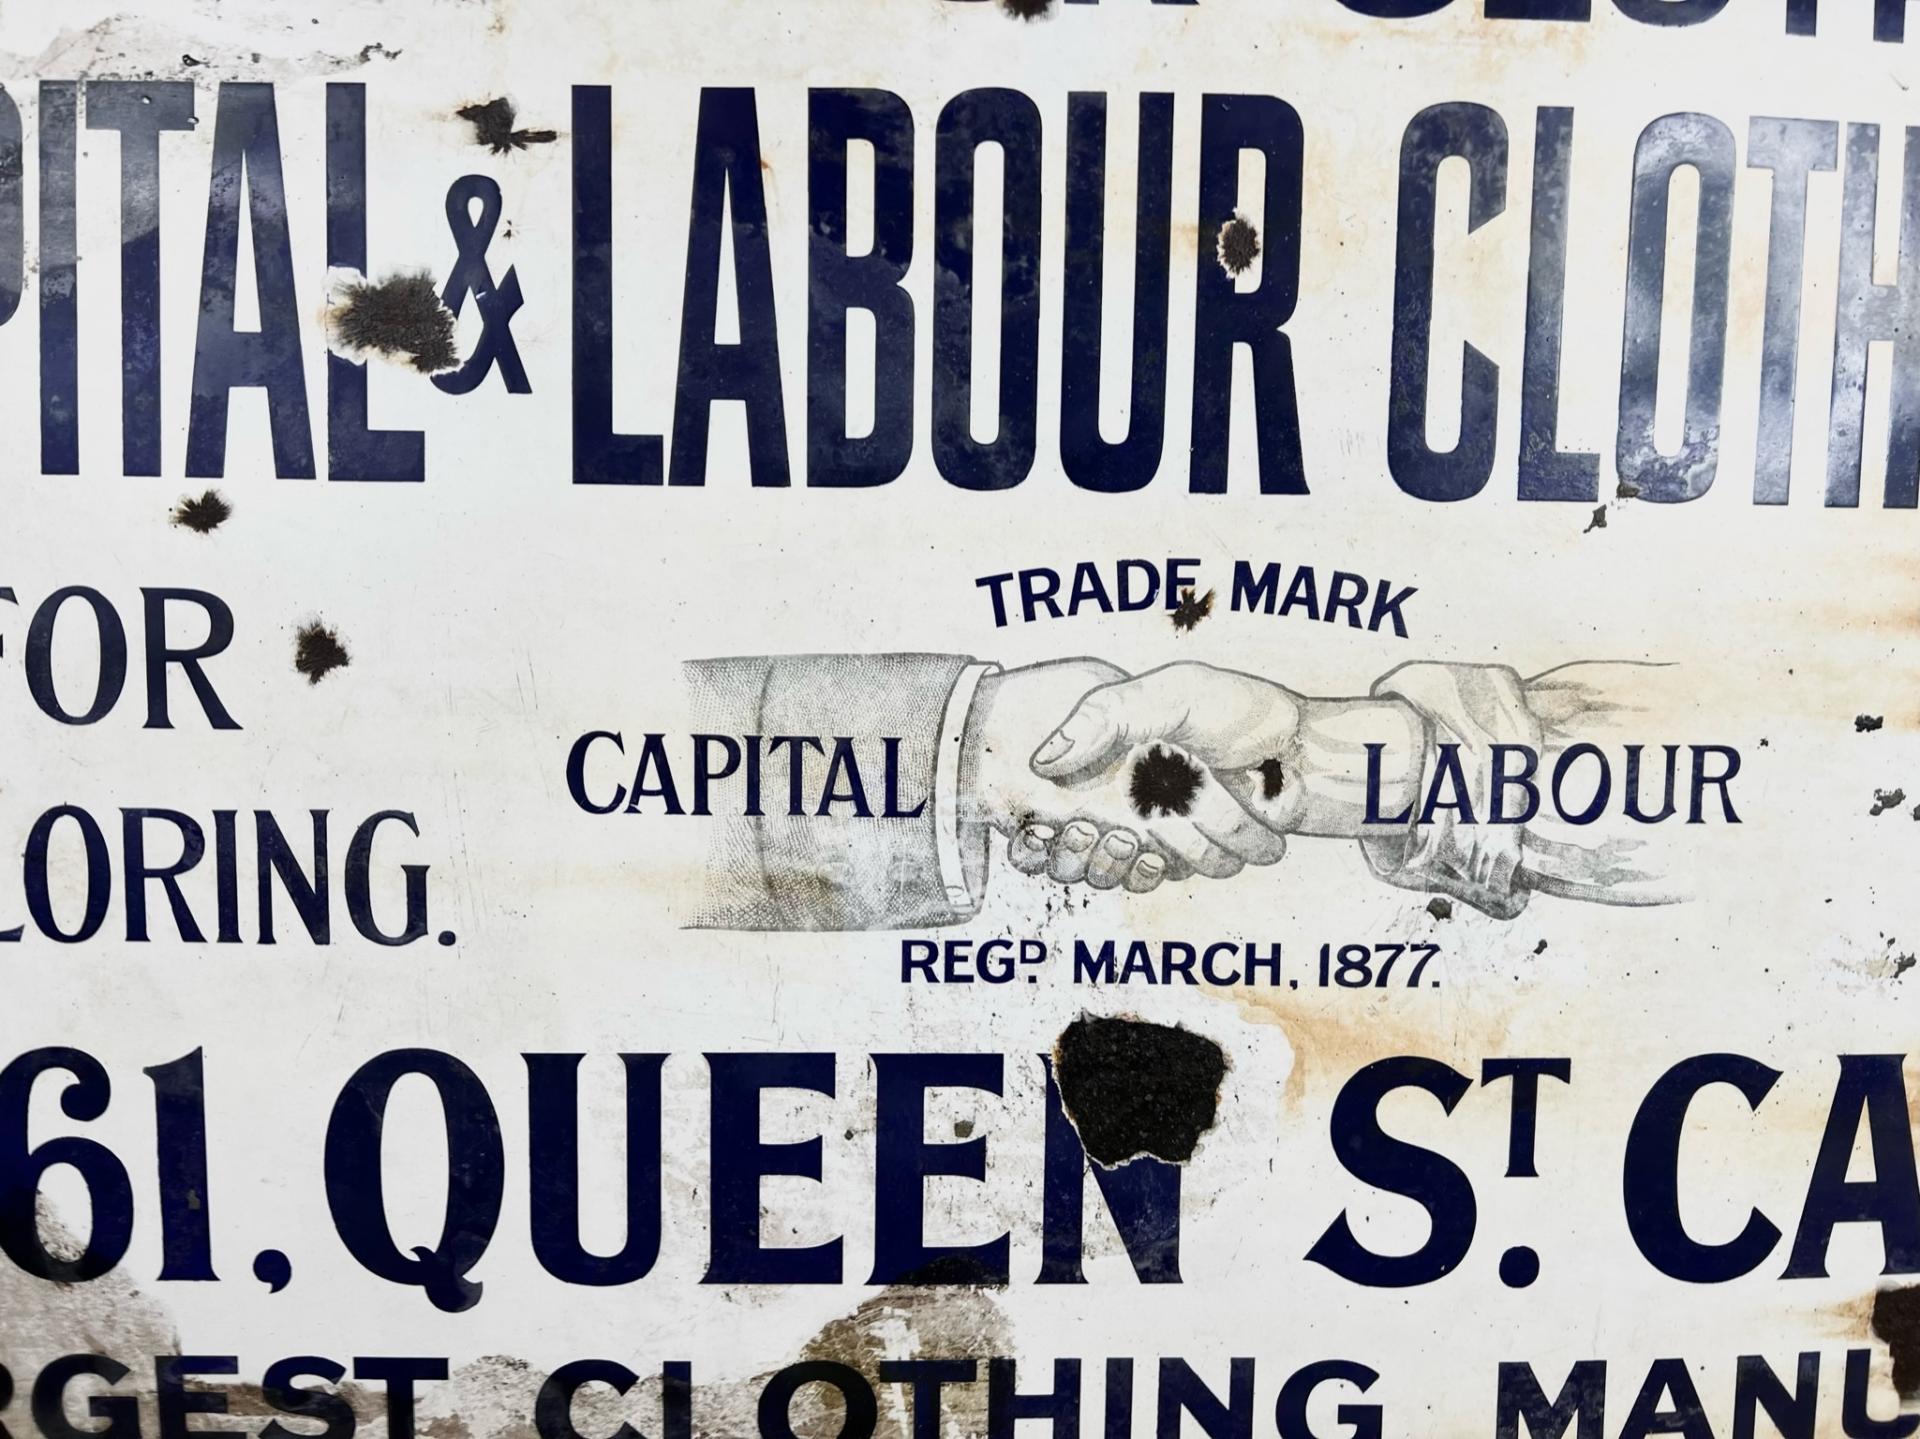 PITAL & LABOUR CLOTH
TRADE MARK
FOR
CAPITAL LABOUR
LORING.
REGD. MARCH, 1877.
61, QUEEN ST. CA
RGEST CLOTHING MANU